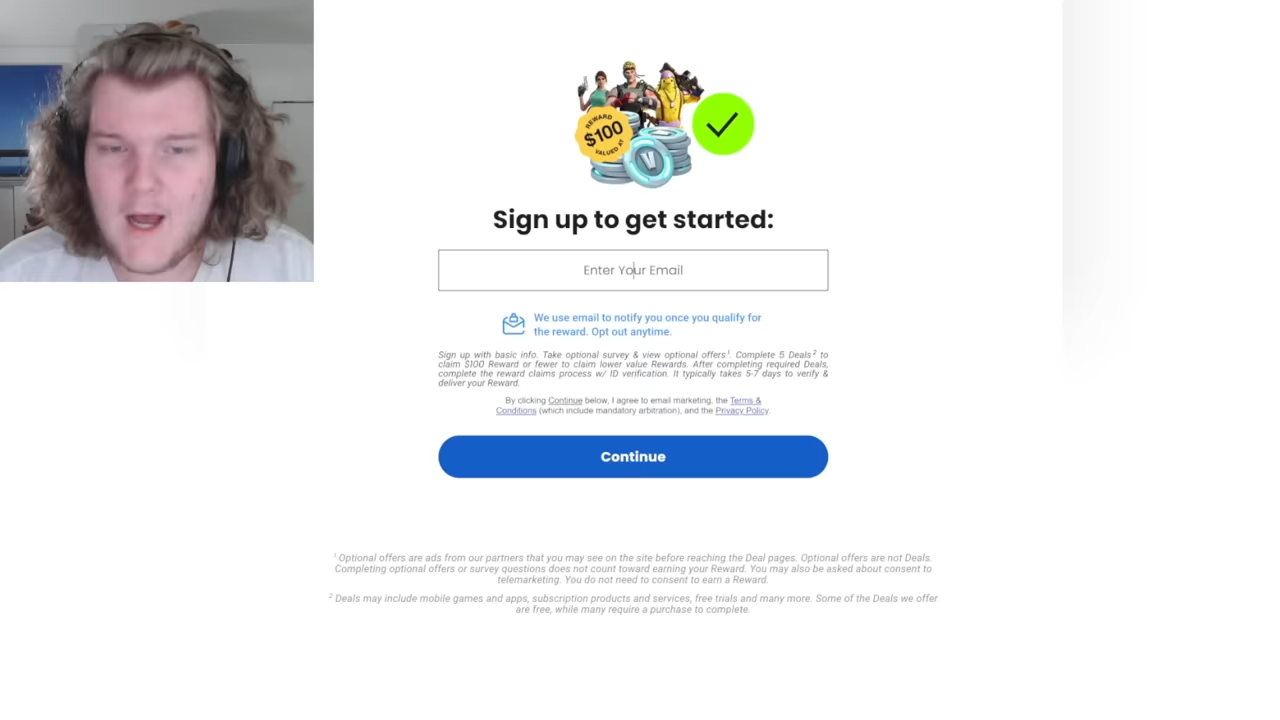 REWARD
$100
VALUED AT
Sign up to get started:
Enter Your Email
We use email to notify you once you qualify for
the reward. Opt out anytime.
Sign up with basic info. Take optional survey & view optional offers¹. Complete 5 Deals² to
claim $100 Reward or fewer to claim lower value Rewards. After completing required Deals,
complete the reward claims process w/ ID verification. It typically takes 5-7 days to verify &
deliver your Reward.
By clicking Continue below, I agree to email marketing, the Terms &
Conditions (which include mandatory arbitration), and the Privacy Policy.
Continue
¹ Optional offers are ads from our partners that you may see on the site before reaching the Deal pages. Optional offers are not Deals.
Completing optional offers or survey questions does not count toward earning your Reward. You may also be asked about consent to
telemarketing. You do not need to consent to earn a Reward.
² Deals may include mobile games and apps, subscription products and services, free trials and many more. Some of the Deals we offer
are free, while many require a purchase to complete.